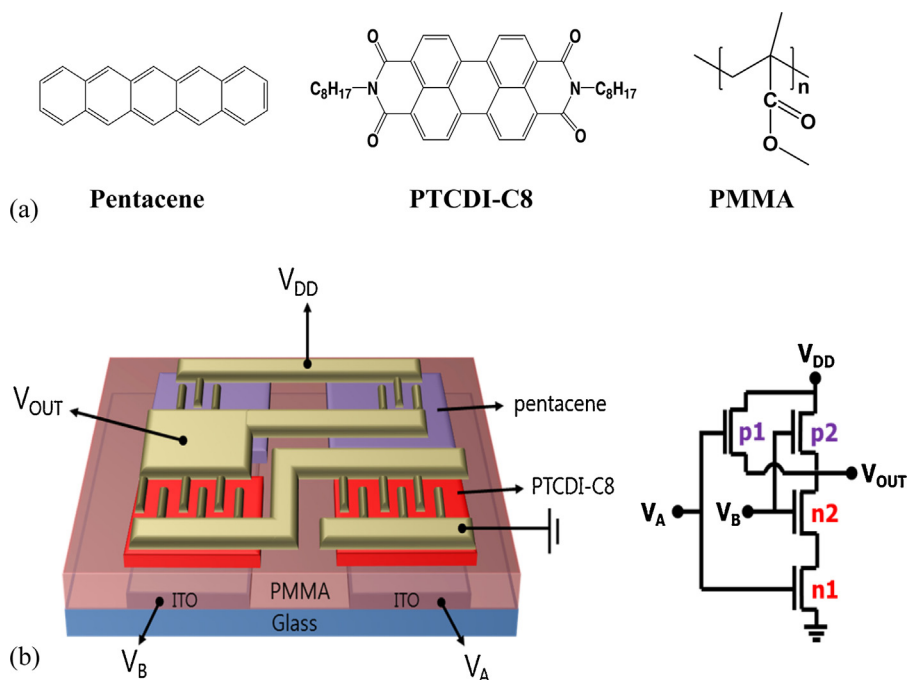 O O
C8H17 N N C8H17
O O
n
C O
O
Pentacene PTCDI-C8 PMMA
(a)
VDD
VOUT
pentacene
PTCDI-C8
PMMA
ITO ITO
Glass
VB VA
(b)
VDD
p1 p2
VOUT
VA VB n2
n1